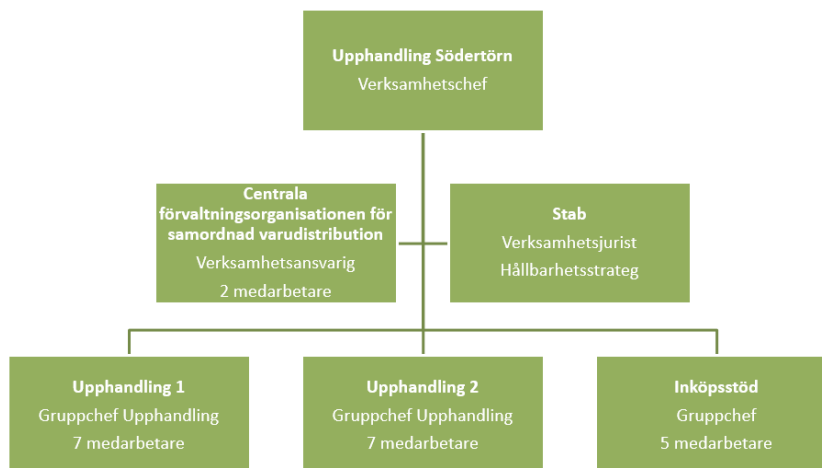 Upphandling Södertörn
Verksamhetschef
Centrala
förvaltningsorganisationen för
samordnad varudistribution
Verksamhetsansvarig
2 medarbetare
Stab
Verksamhetsjurist
Hållbarhetsstrateg
Upphandling 1
Gruppchef Upphandling
7 medarbetare
Upphandling 2
Gruppchef Upphandling
7 medarbetare
Inköpsstöd
Gruppchef
5 medarbetare